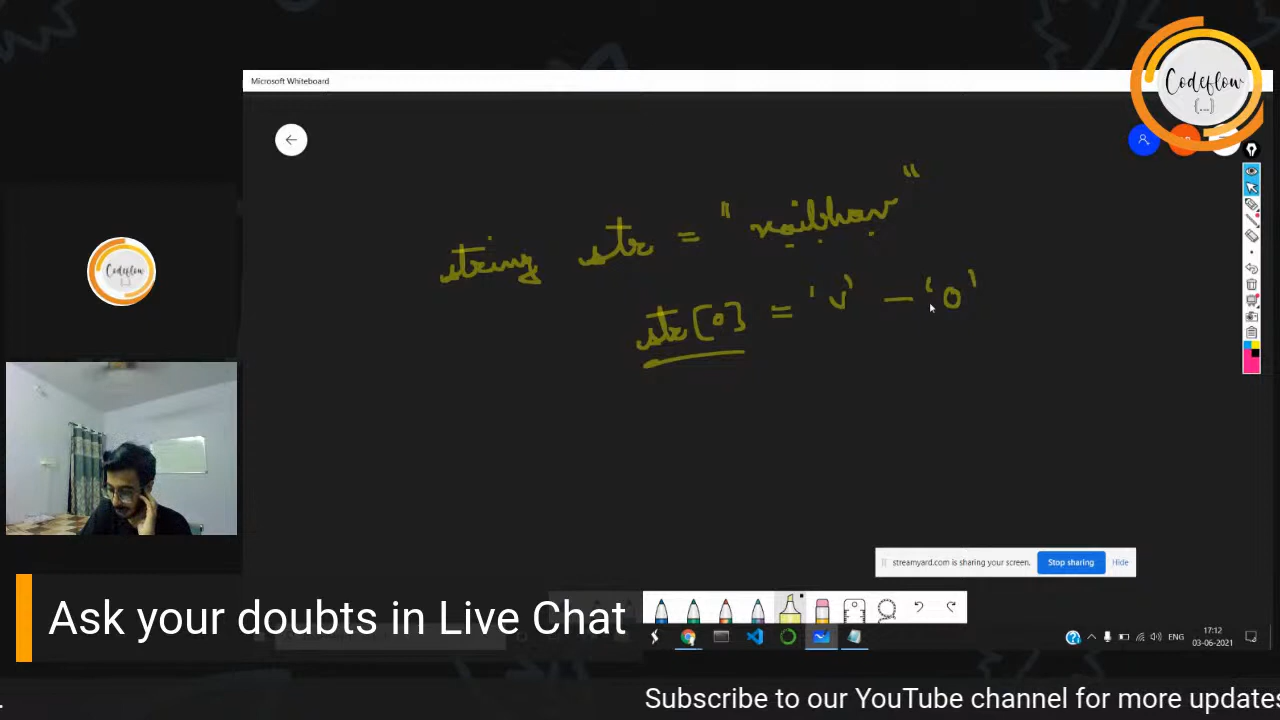 Codeflow
{...}
Microsoft Whiteboard
string str = "vaibhav"
str[0] = 'v' - '0'
Codeflow
streamyard.com is sharing your screen. Stop sharing Hide
Ask your doubts in Live Chat
ENG
17:12
03-06-2021
Subscribe to our YouTube channel for more updates